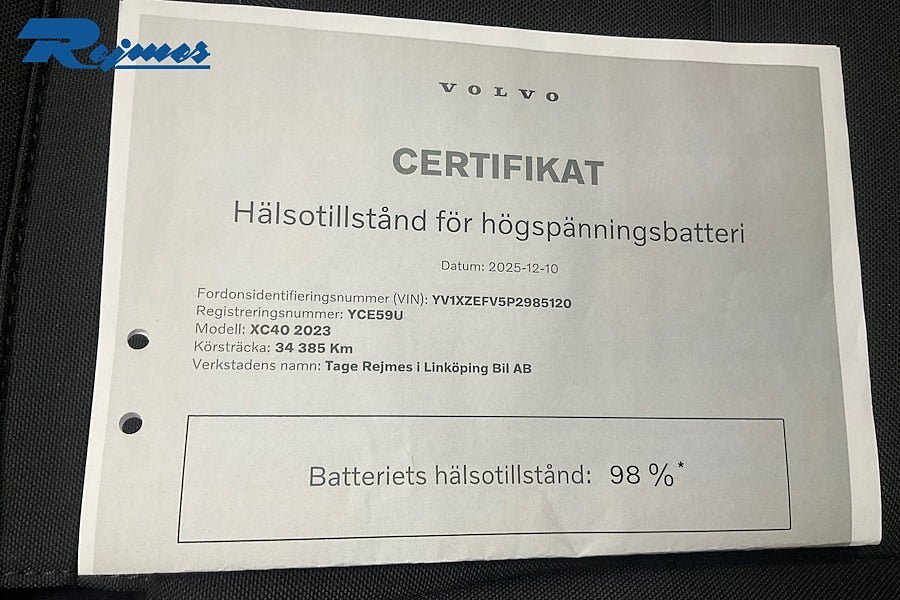 Rejmes
VOLVO
CERTIFIKAT
Hälsotillstånd för högspänningsbatteri
Datum: 2025-12-10
Fordonsidentifieringsnummer (VIN): YV1XZEFV5P2985120
Registreringsnummer: YCE59U
Modell: XC40 2023
Körsträcka: 34 385 Km
Verkstadens namn: Tage Rejmes i Linköping Bil AB
Batteriets hälsotillstånd: 98 %*